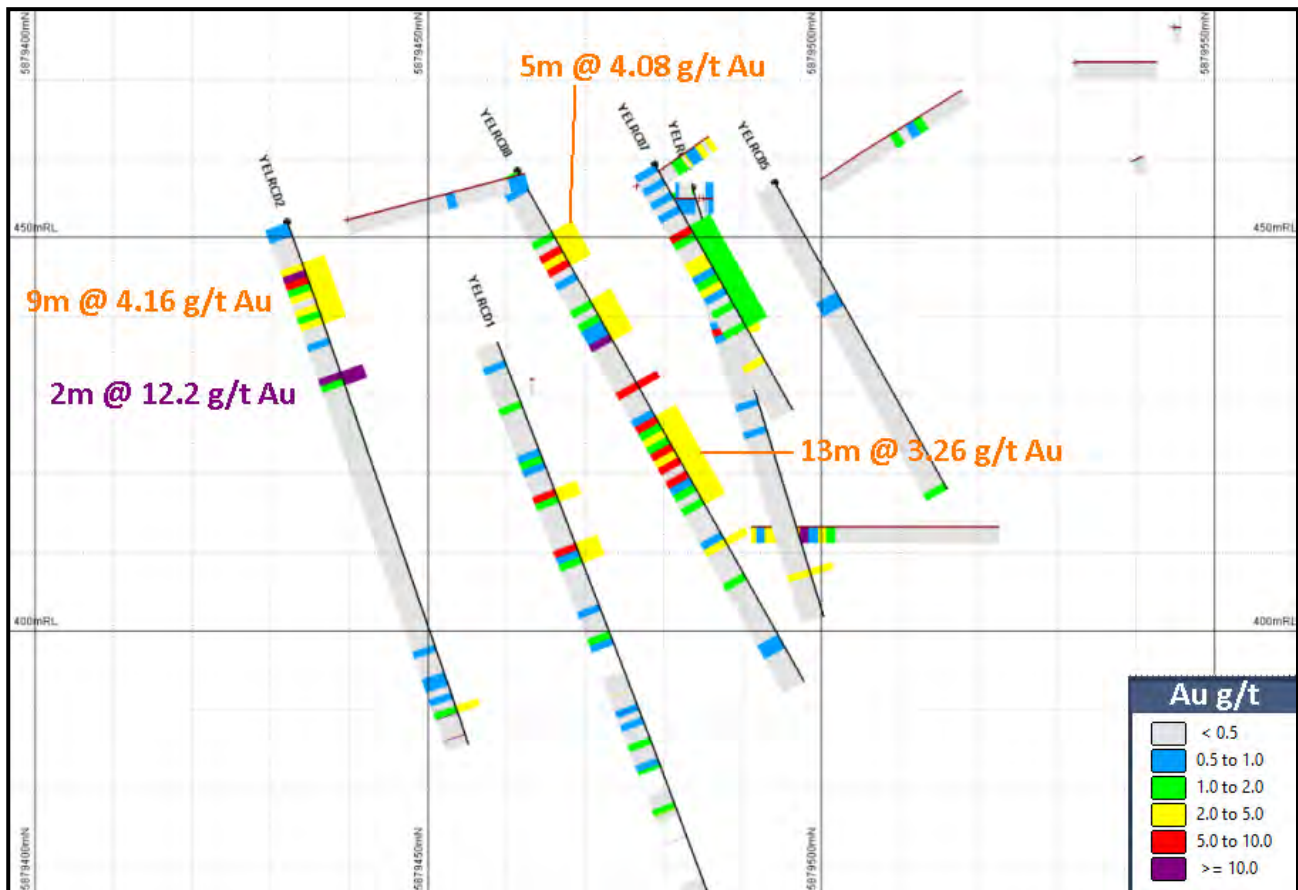 5879400mN
5879450mN
5879500mN
5879550mN
5m @ 4.08 g/t Au
YELRC02
YELRC08
YELRC07
YELRC05
450mRL
450mRL
9m @ 4.16 g/t Au
YELRCD1
2m @ 12.2 g/t Au
13m @ 3.26 g/t Au
400mRL
400mRL
Au g/t
< 0.5
0.5 to 1.0
1.0 to 2.0
2.0 to 5.0
5.0 to 10.0
>= 10.0
5879400mN
5879450mN
5879500mN